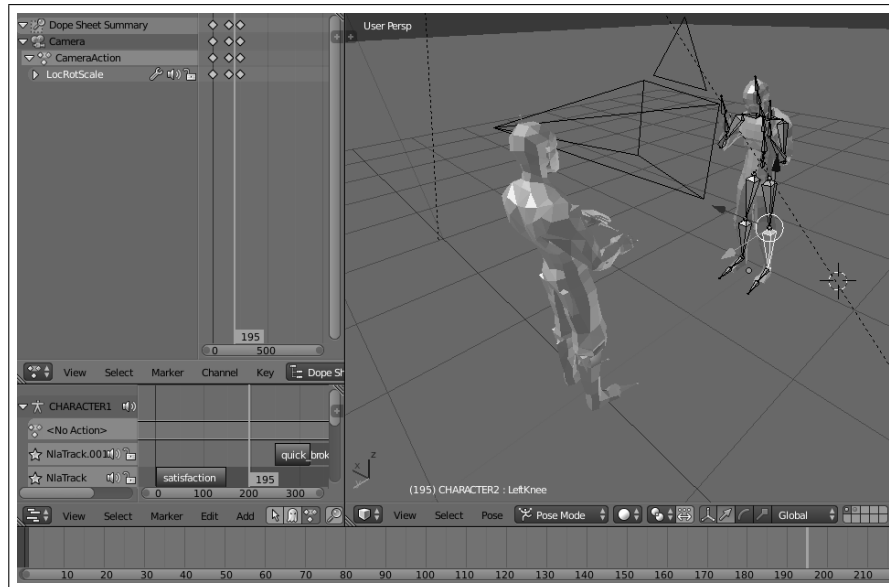 Dope Sheet Summary
Camera
CameraAction
LocRotScale
195
0 500
View Select Marker Channel Key Dope Sh
CHARACTER1
<No Action>
NlaTrack.001
quick_brok
NlaTrack
satisfaction
195
0 100 200 300
View Select Marker Edit Add
User Persp
z
x
y
(195) CHARACTER2 : LeftKnee
View Select Pose Pose Mode Global
10 20 30 40 50 60 70 80 90 100 110 120 130 140 150 160 170 180 190 200 210